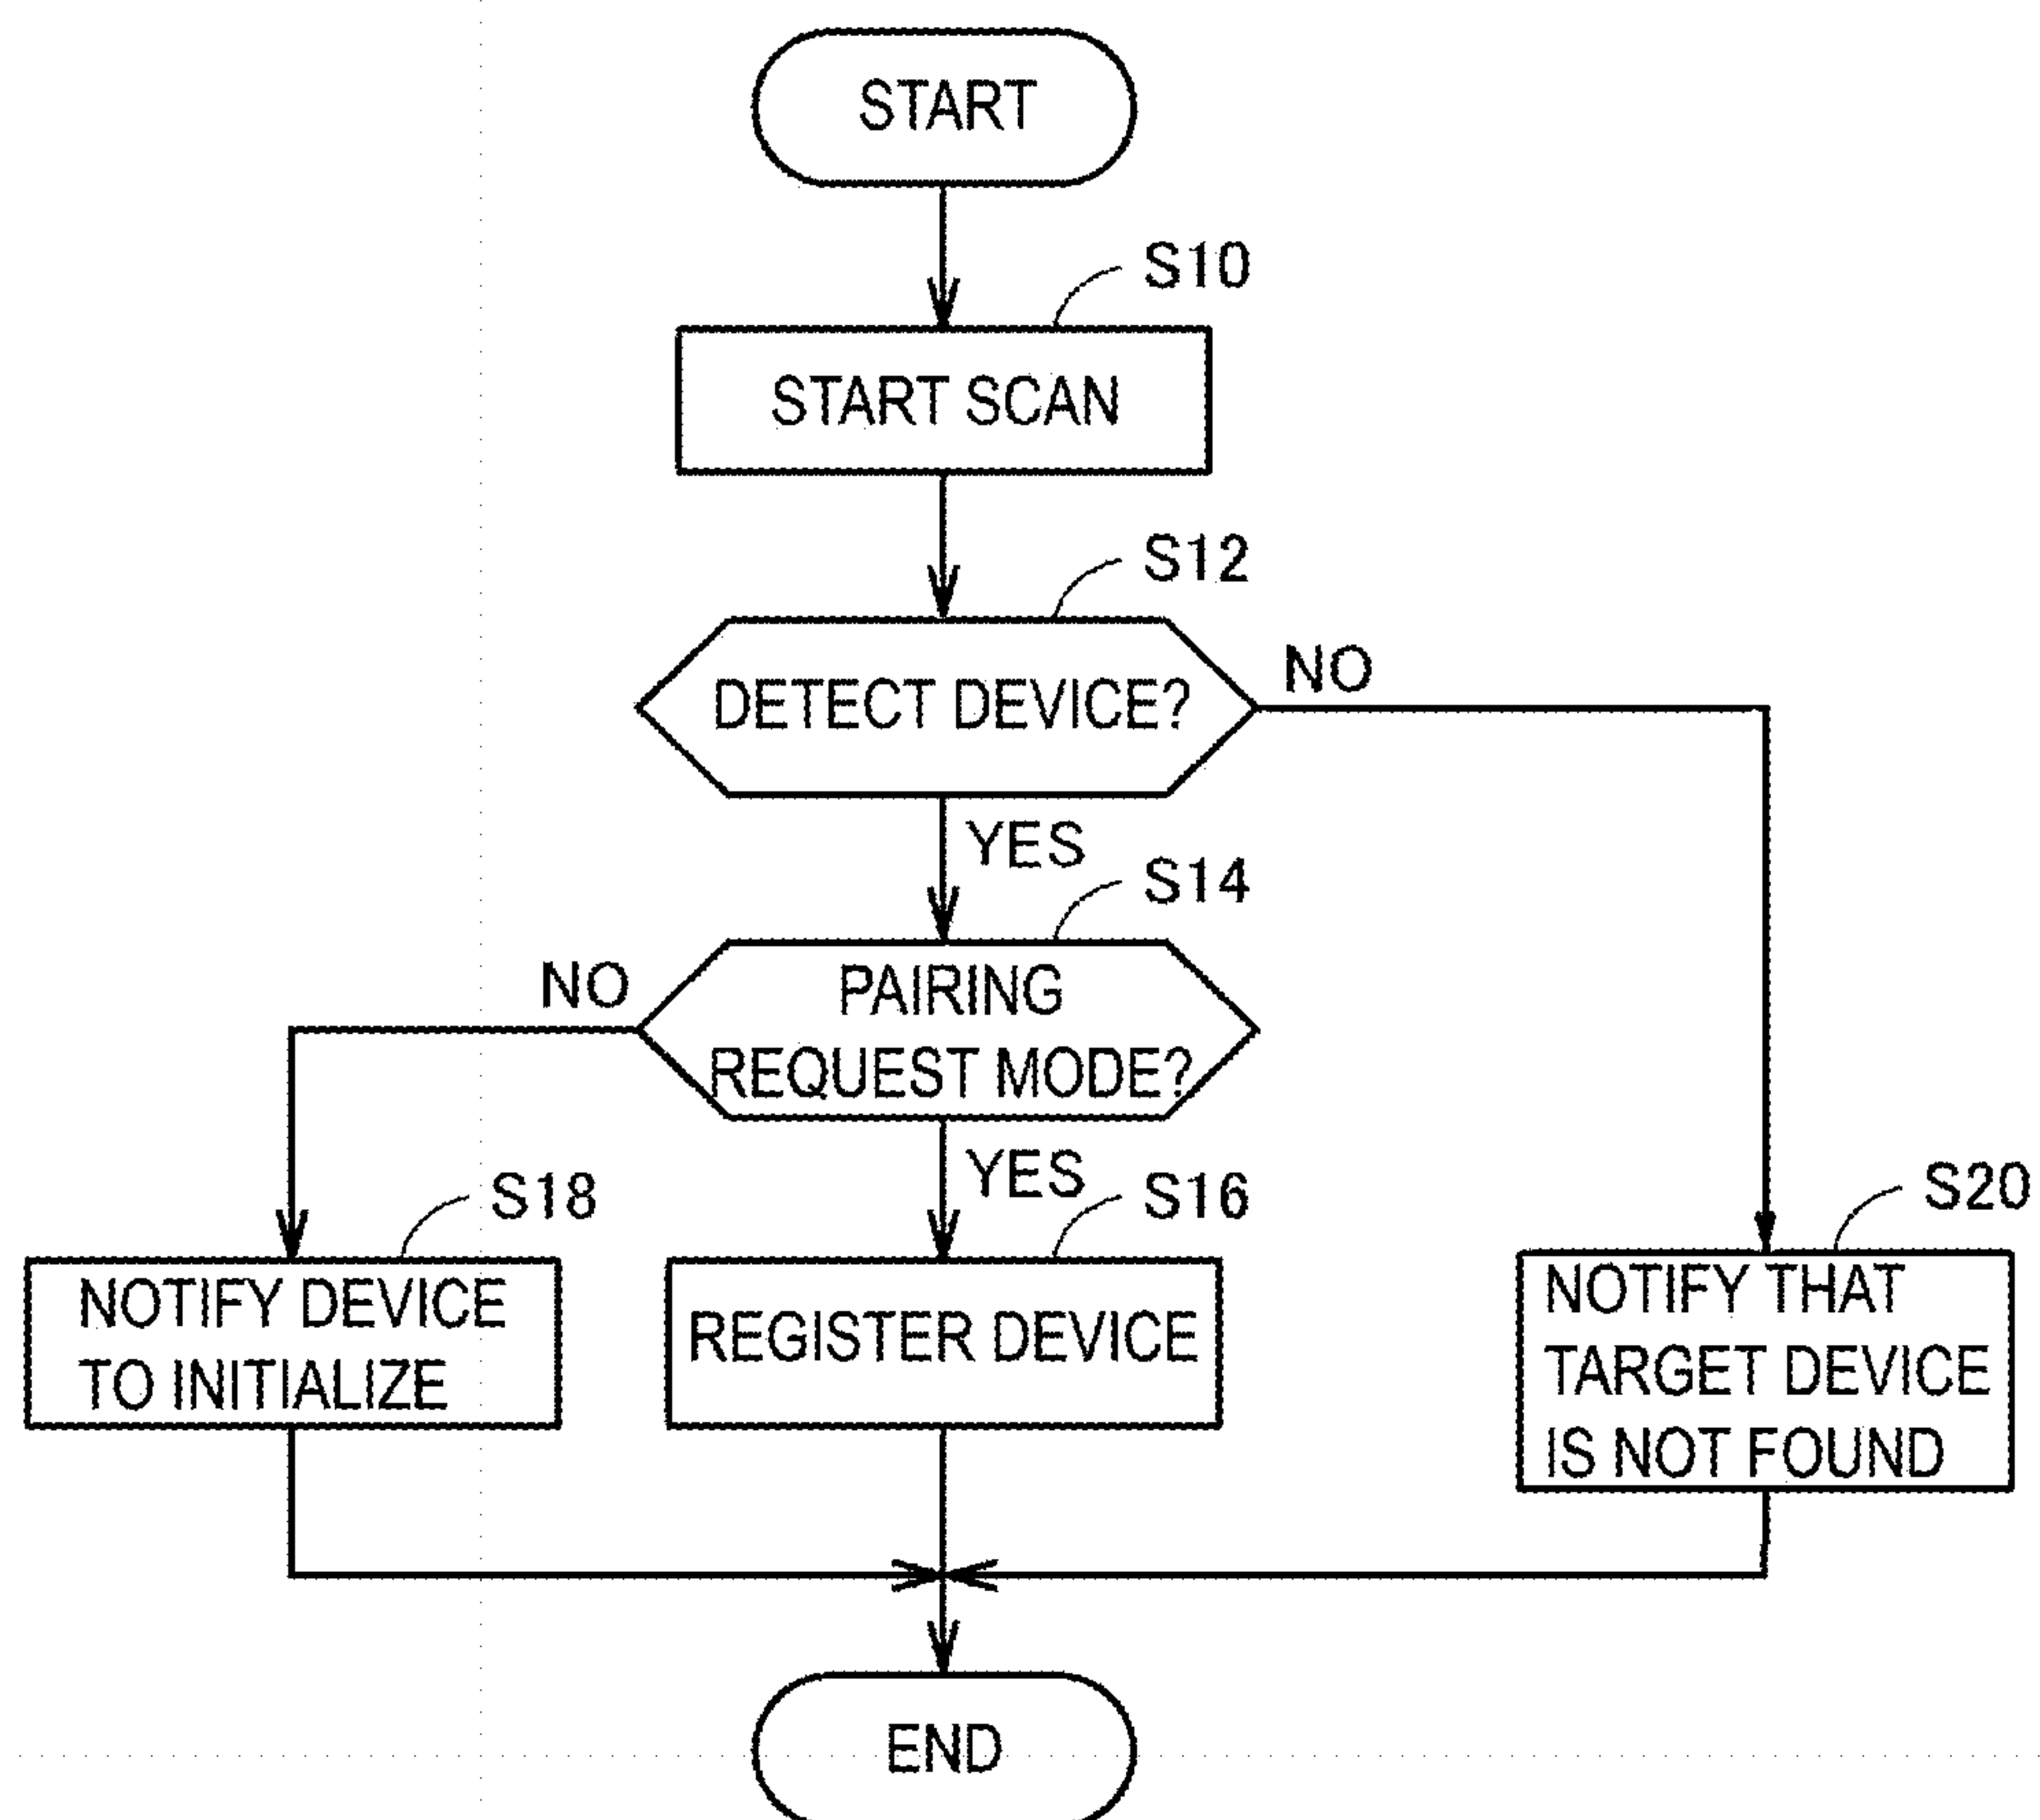 START
S10
START SCAN
S12
DETECT DEVICE?
NO
YES
S14
NO
PAIRING
REQUEST MODE?
YES
S18
S16
S20
NOTIFY DEVICE
TO INITIALIZE
REGISTER DEVICE
NOTIFY THAT
TARGET DEVICE
IS NOT FOUND
END